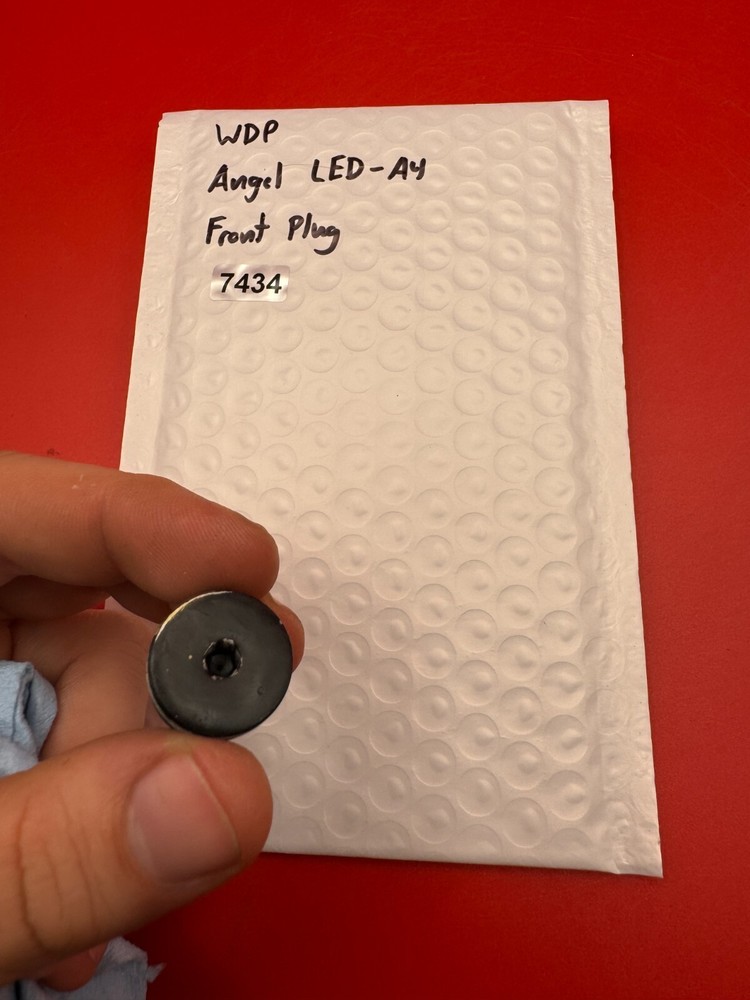 WDP
Angel LED-A4
Front Plug
7434